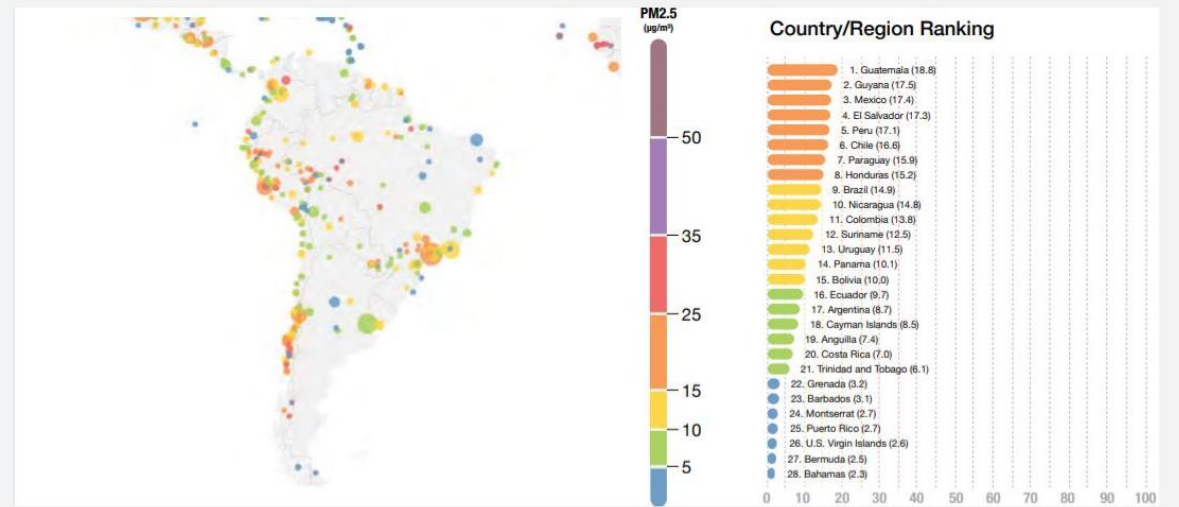 PM2.5
(μg/m³)
50
35
25
15
10
5
Country/Region Ranking
1. Guatemala (18.8)
2. Guyana (17.5)
3. Mexico (17.4)
4. El Salvador (17.3)
5. Peru (17.1)
6. Chile (16.6)
7. Paraguay (15.9)
8. Honduras (15.2)
9. Brazil (14.9)
10. Nicaragua (14.8)
11. Colombia (13.8)
12. Suriname (12.5)
13. Uruguay (11.5)
14. Panama (10.1)
15. Bolivia (10.0)
16. Ecuador (9.7)
17. Argentina (8.7)
18. Cayman Islands (8.5)
19. Anguilla (7.4)
20. Costa Rica (7.0)
21. Trinidad and Tobago (6.1)
22. Grenada (3.2)
23. Barbados (3.1)
24. Montserrat (2.7)
25. Puerto Rico (2.7)
26. U.S. Virgin Islands (2.6)
27. Bermuda (2.5)
28. Bahamas (2.3)
0 10 20 30 40 50 60 70 80 90 100